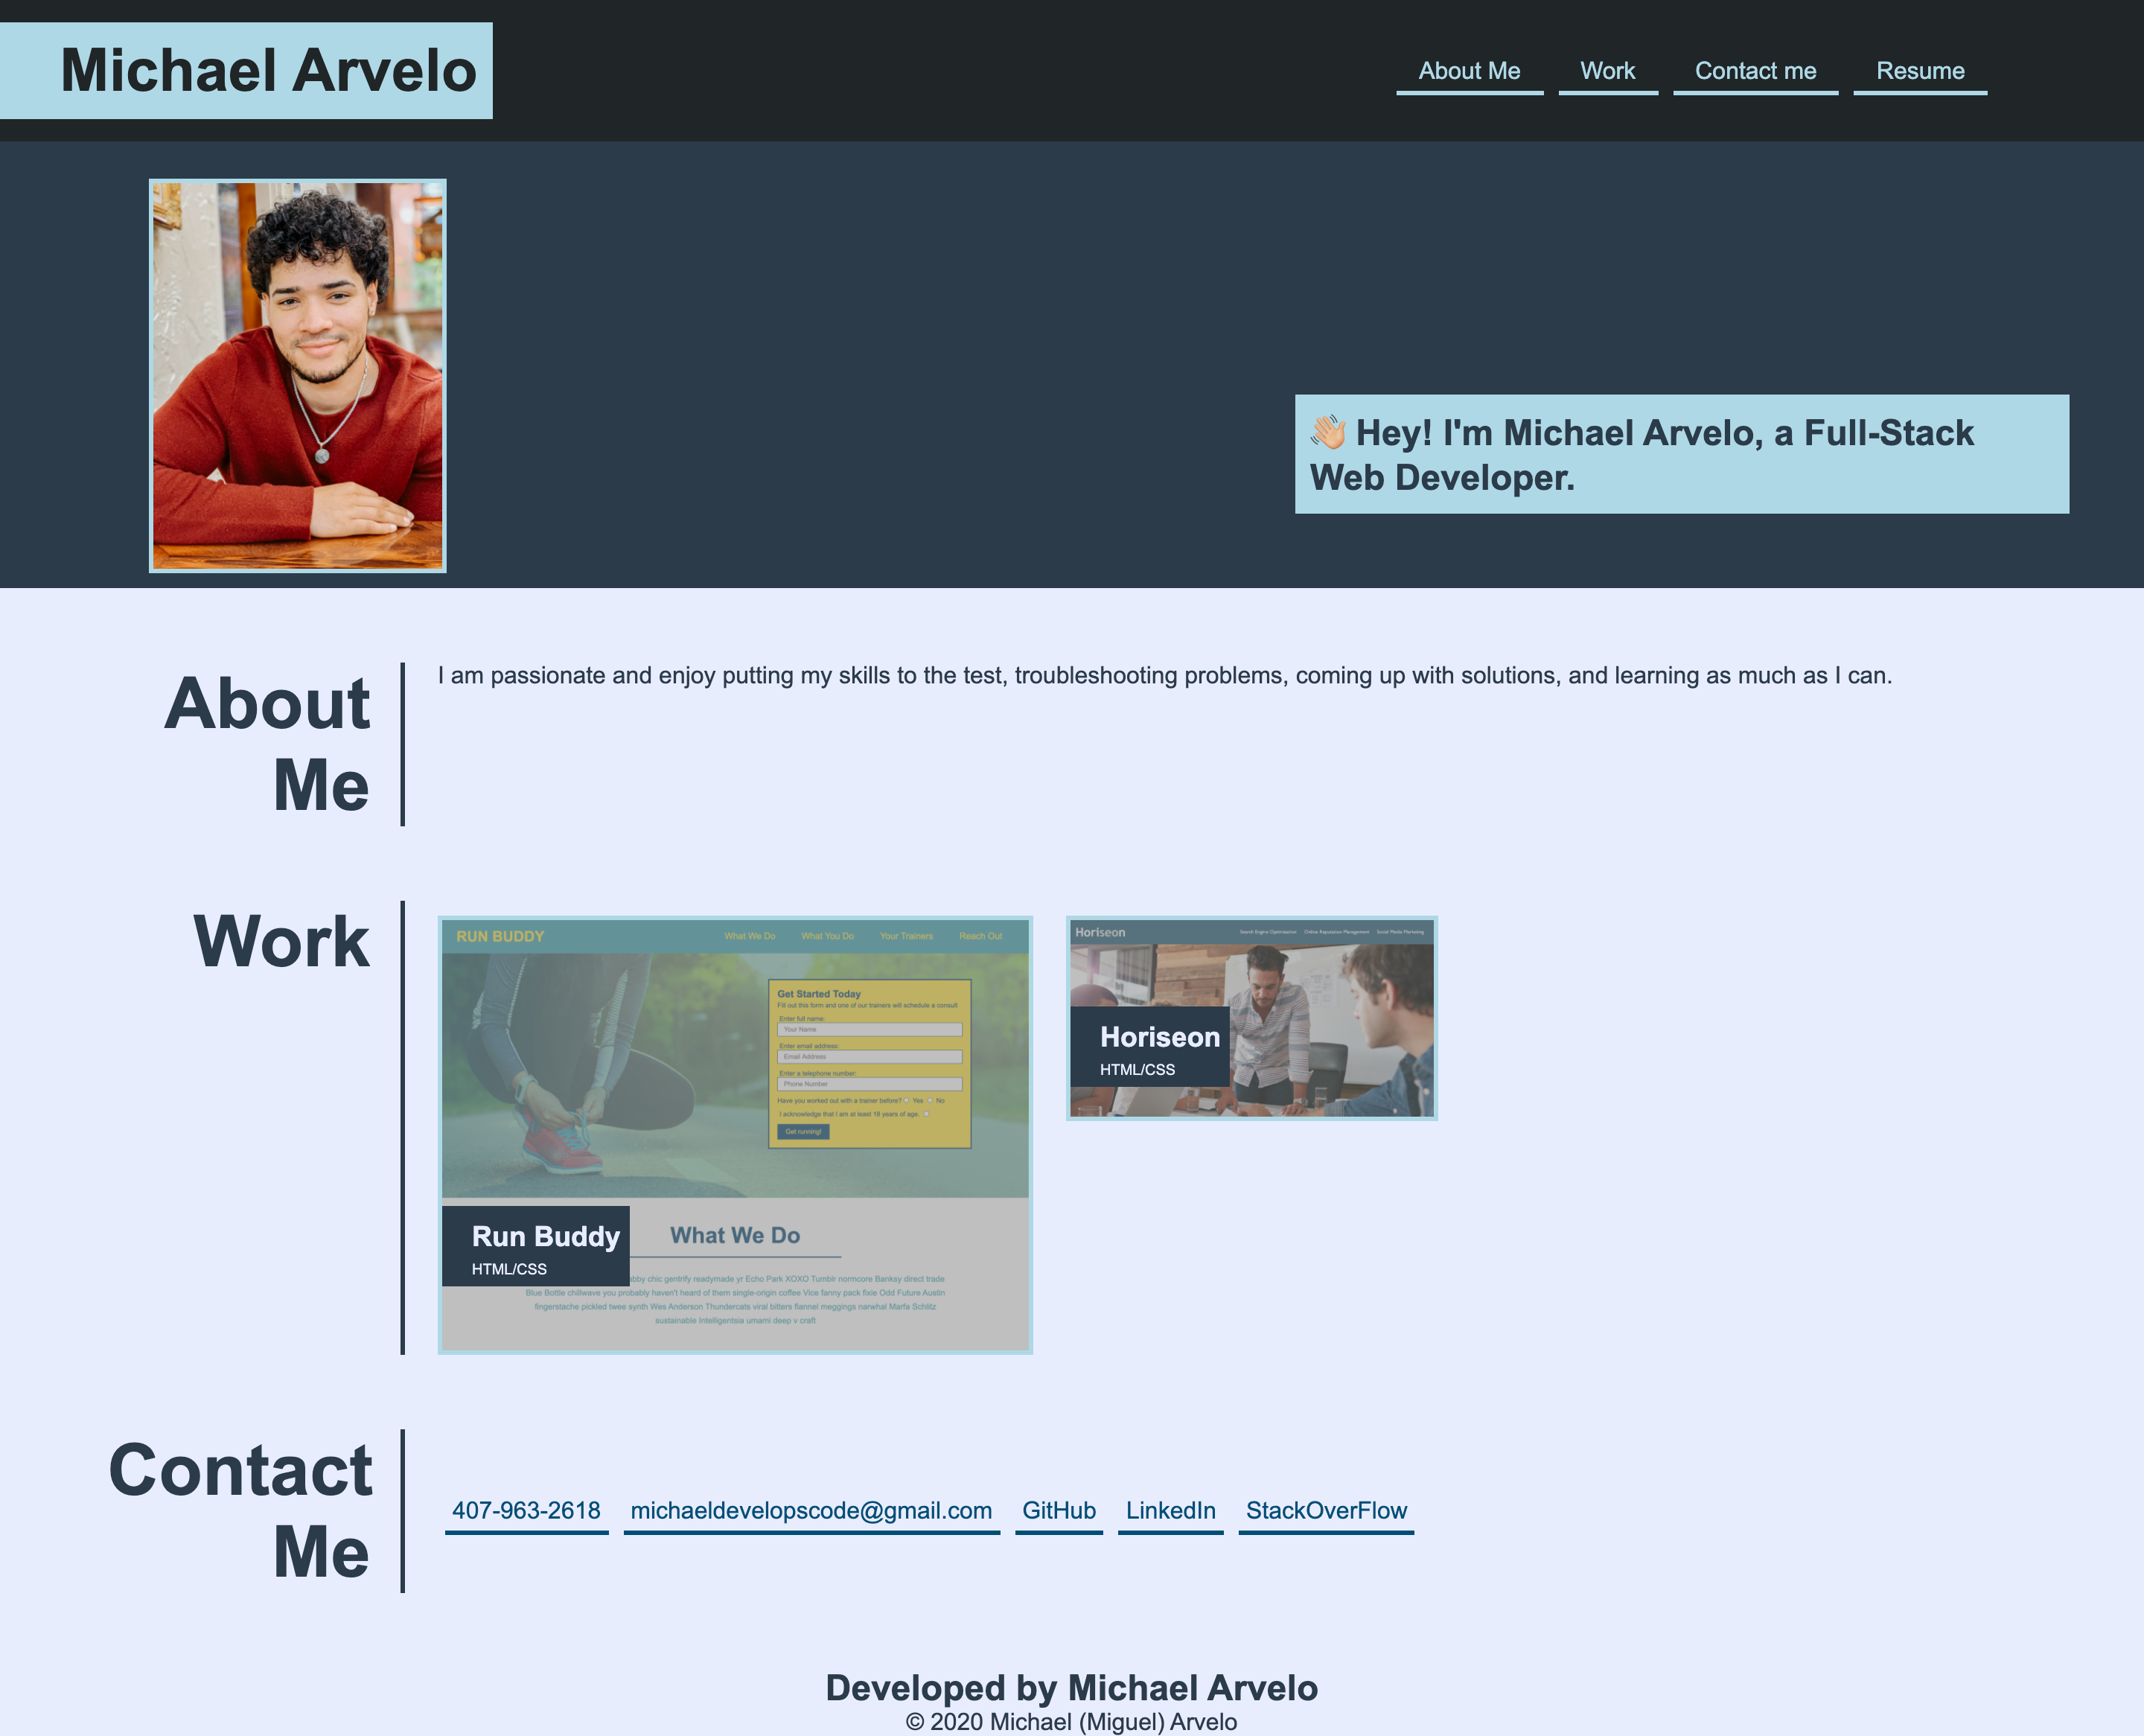 Michael Arvelo
About Me Work Contact me Resume
👋🏼 Hey! I'm Michael Arvelo, a Full-Stack
Web Developer.
About
Me
I am passionate and enjoy putting my skills to the test, troubleshooting problems, coming up with solutions, and learning as much as I can.
Work
RUN BUDDY
What We Do What You Do Your Trainers Reach Out
Get Started Today
Fill out this form and one of our trainers will schedule a consult
Enter full name:
Your Name
Enter email address:
Email Address
Enter a telephone number:
Phone Number
Have you worked out with a trainer before? Yes No
I acknowledge that I am at least 18 years of age.
Get running!
What We Do
Run Buddy
HTML/CSS
chic gentrify readymade yr Echo Park XOXO Tumblr normcore Banksy direct trade
Blue Bottle chillwave you probably haven't heard of them single-origin coffee Vice fanny pack fixie Odd Future Austin
fingerstache pickled twee synth Wes Anderson Thundercats viral bitters flannel meggings narwhal Marfa Schlitz
sustainable Intelligentsia umami deep v craft
Horiseon
Search Engine Optimization Online Reputation Management Social Media Marketing
Horiseon
HTML/CSS
Contact
Me
407-963-2618 michaeldevelopscode@gmail.com GitHub LinkedIn StackOverFlow
Developed by Michael Arvelo
© 2020 Michael (Miguel) Arvelo